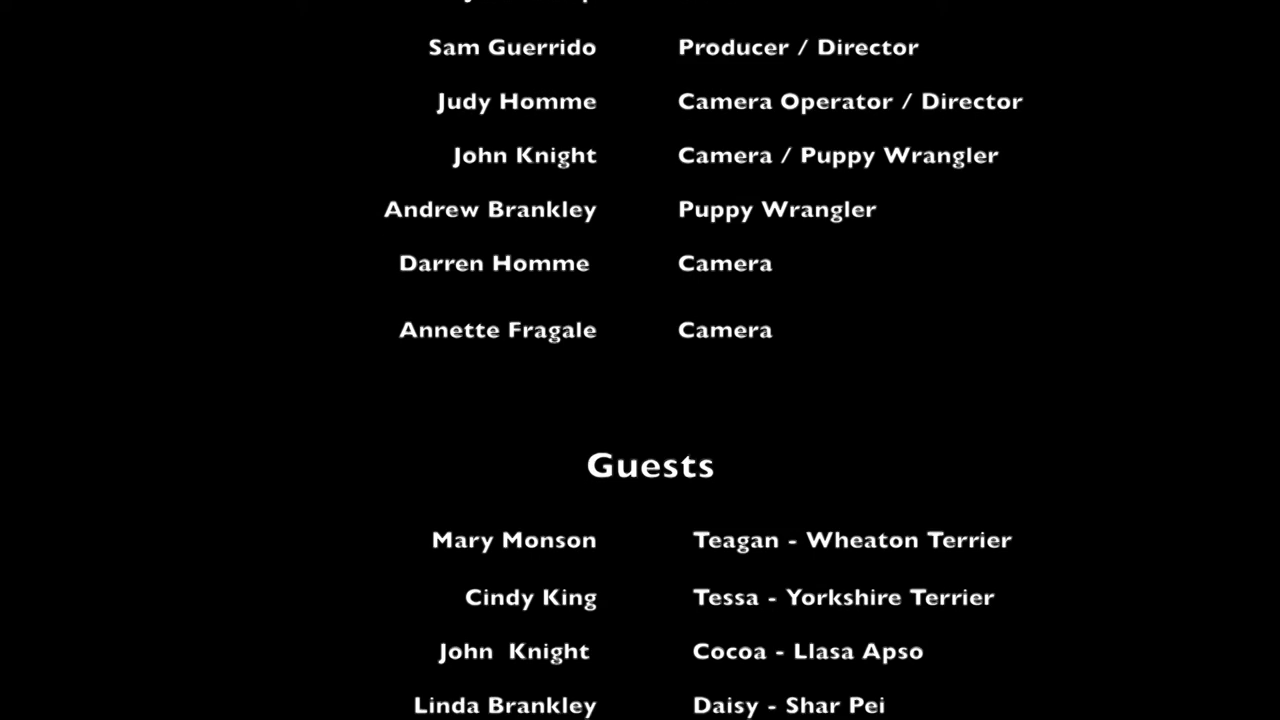 Sam Guerrido Producer / Director
Judy Homme Camera Operator / Director
John Knight Camera / Puppy Wrangler
Andrew Brankley Puppy Wrangler
Darren Homme Camera
Annette Fragale Camera
Guests
Mary Monson Teagan - Wheaton Terrier
Cindy King Tessa - Yorkshire Terrier
John Knight Cocoa - Llasa Apso
Linda Brankley Daisy - Shar Pei